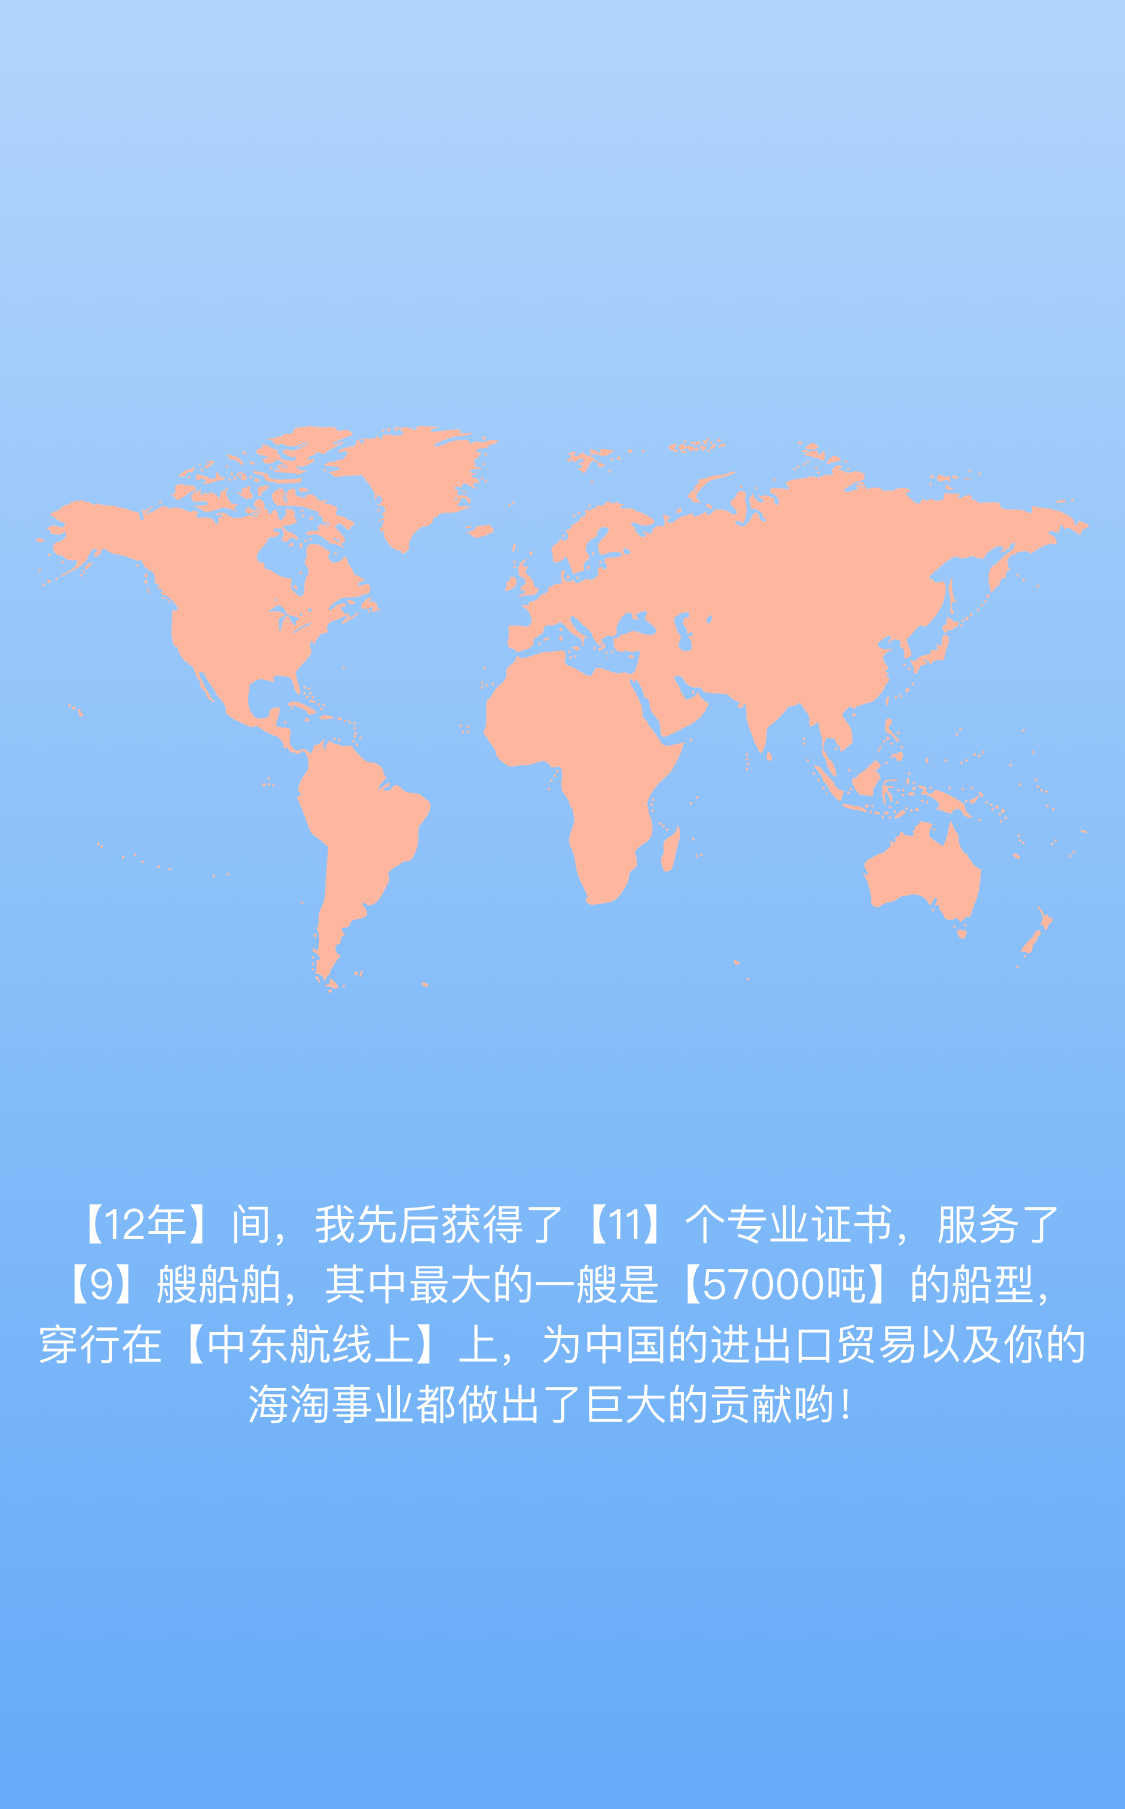 【12年】间，我先后获得了【11】个专业证书，服务了
【9】艘船舶，其中最大的一艘是【57000吨】的船型，
穿行在【中东航线上】上，为中国的进出口贸易以及你的
海淘事业都做出了巨大的贡献哟！